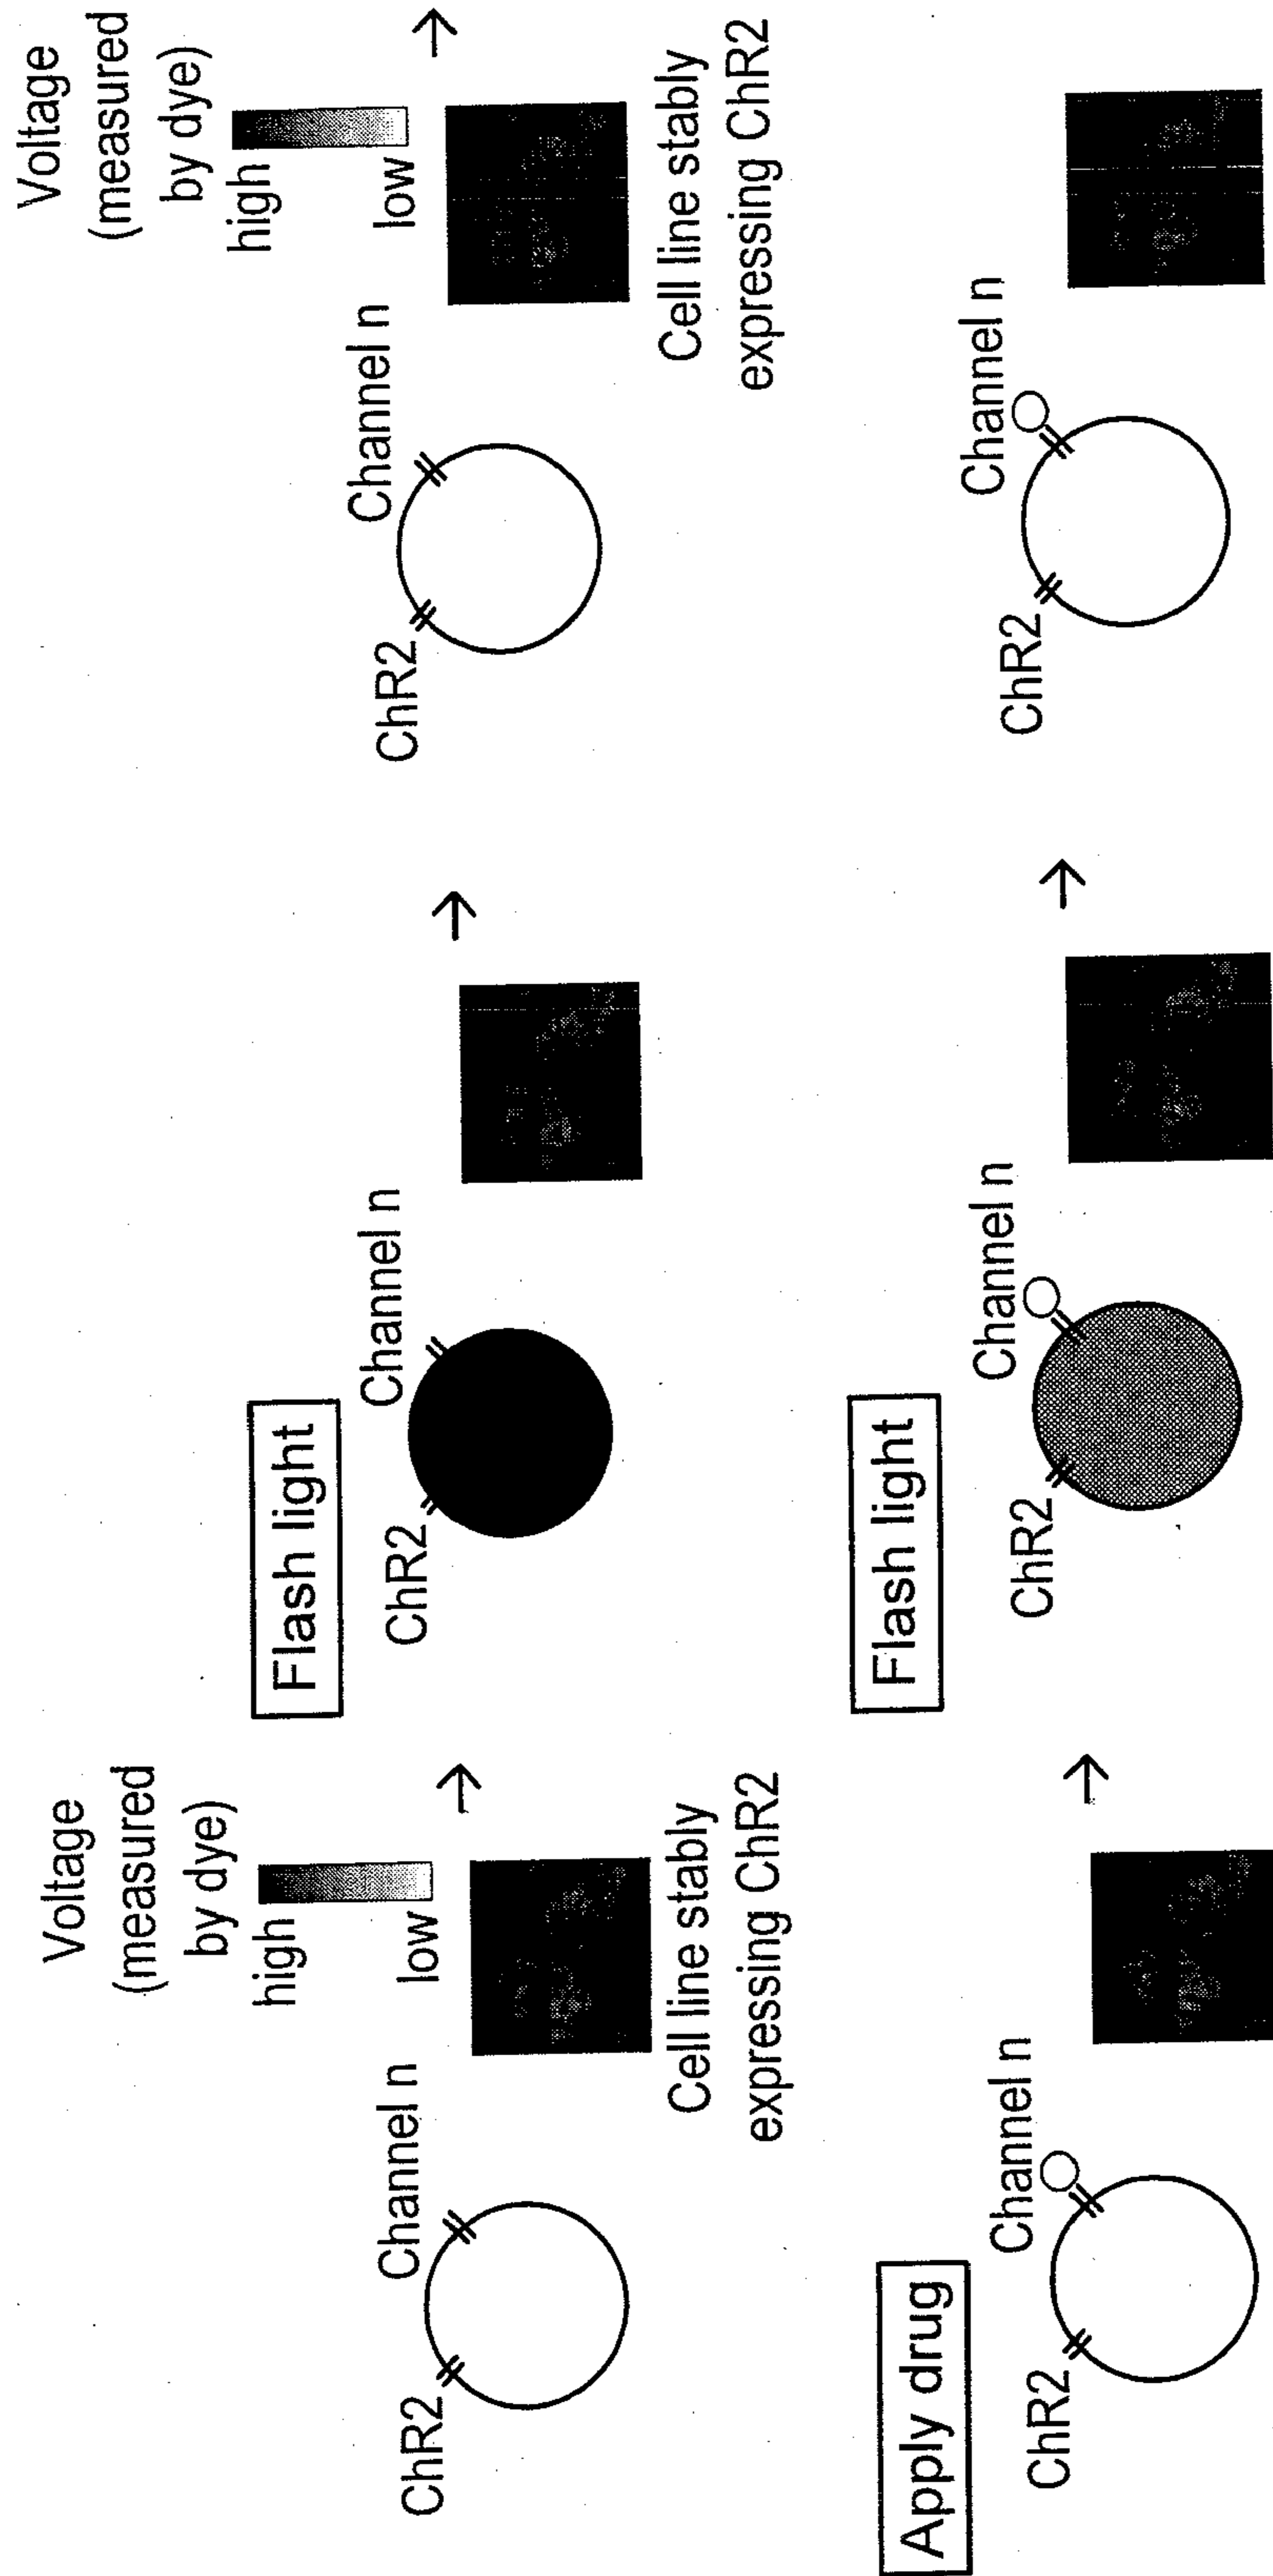 Voltage
(measured
by dye)
high
low
ChR2
Channel n
Cell line stably
expressing ChR2
Flash light
ChR2
Channel n
Voltage
(measured
by dye)
high
low
ChR2
Channel n
Cell line stably
expressing ChR2
Apply drug
ChR2
Channel n
Flash light
ChR2
Channel n
ChR2
Channel n